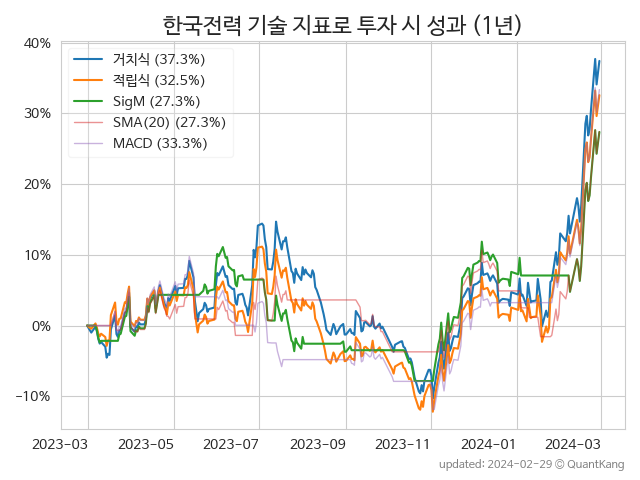 한국전력 기술 지표로 투자 시 성과 (1년)
40%
30%
20%
10%
0%
−10%
거치식 (37.3%)
적립식 (32.5%)
SigM (27.3%)
SMA(20) (27.3%)
MACD (33.3%)
2023-03
2023-05
2023-07
2023-09
2023-11
2024-01
2024-03
updated: 2024-02-29 ⓒ QuantKang